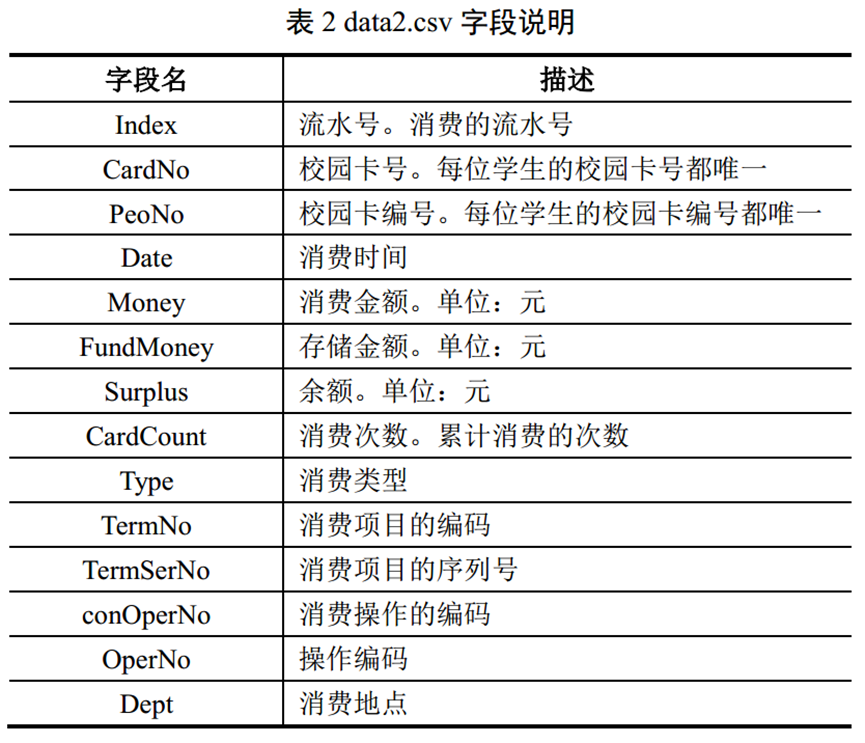 表 2 data2.csv 字段说明
字段名 描述
Index 流水号。消费的流水号
CardNo 校园卡号。每位学生的校园卡号都唯一
PeoNo 校园卡编号。每位学生的校园卡编号都唯一
Date 消费时间
Money 消费金额。单位：元
FundMoney 存储金额。单位：元
Surplus 余额。单位：元
CardCount 消费次数。累计消费的次数
Type 消费类型
TermNo 消费项目的编码
TermSerNo 消费项目的序列号
conOperNo 消费操作的编码
OperNo 操作编码
Dept 消费地点